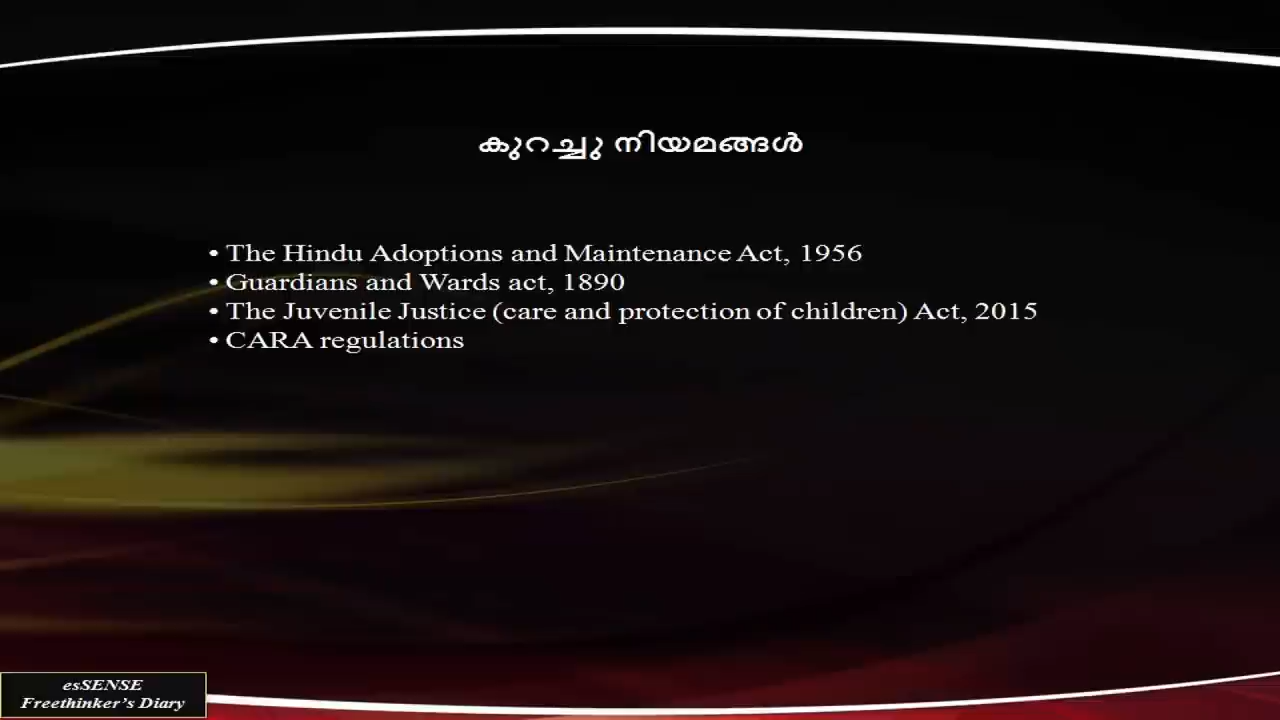 കുറച്ചു നിയമങ്ങൾ
• The Hindu Adoptions and Maintenance Act, 1956
• Guardians and Wards act, 1890
• The Juvenile Justice (care and protection of children) Act, 2015
• CARA regulations
esSENSE
Freethinker's Diary